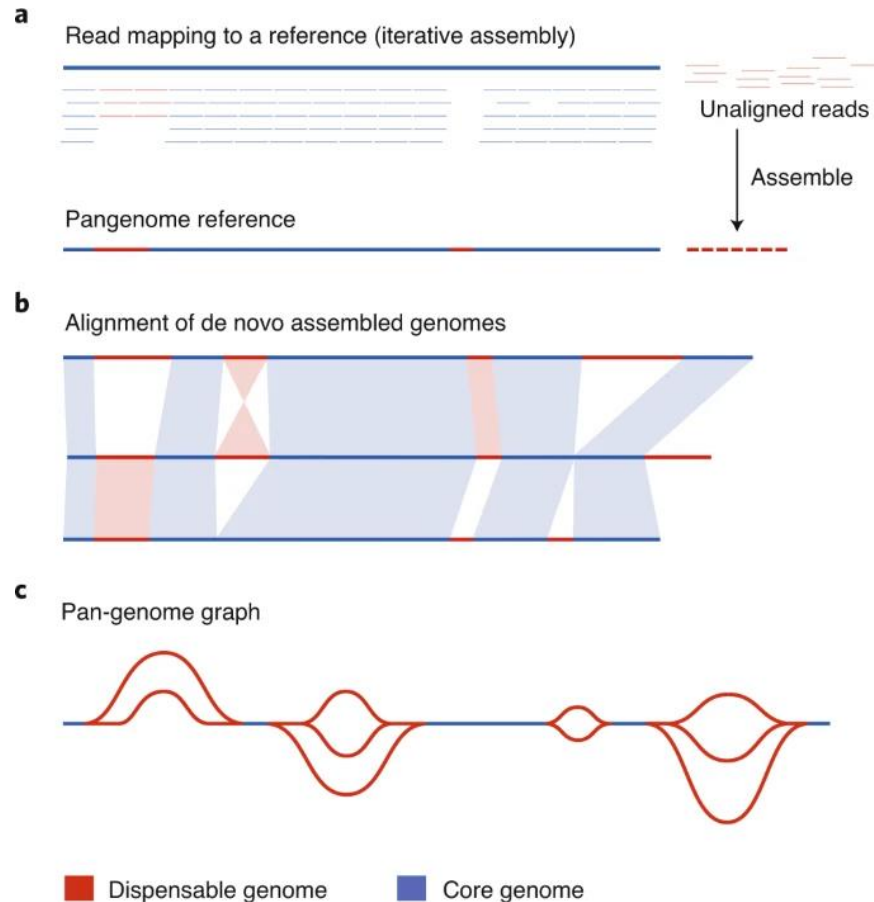 a
Read mapping to a reference (iterative assembly)
Unaligned reads
Assemble
Pangenome reference
b
Alignment of de novo assembled genomes
c
Pan-genome graph
Dispensable genome
Core genome